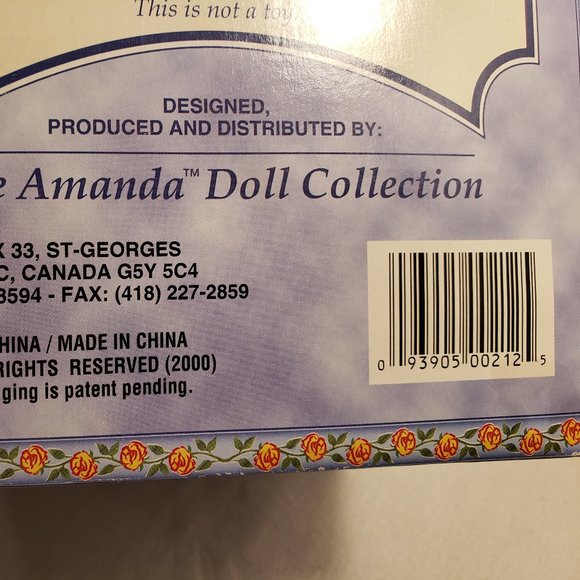 This is not a toy.
DESIGNED,
PRODUCED AND DISTRIBUTED BY:
e Amanda™ Doll Collection
X 33, ST-GEORGES
C, CANADA G5Y 5C4
3594 - FAX: (418) 227-2859
HINA / MADE IN CHINA
RIGHTS RESERVED (2000)
ging is patent pending.
0 93905 00212 5